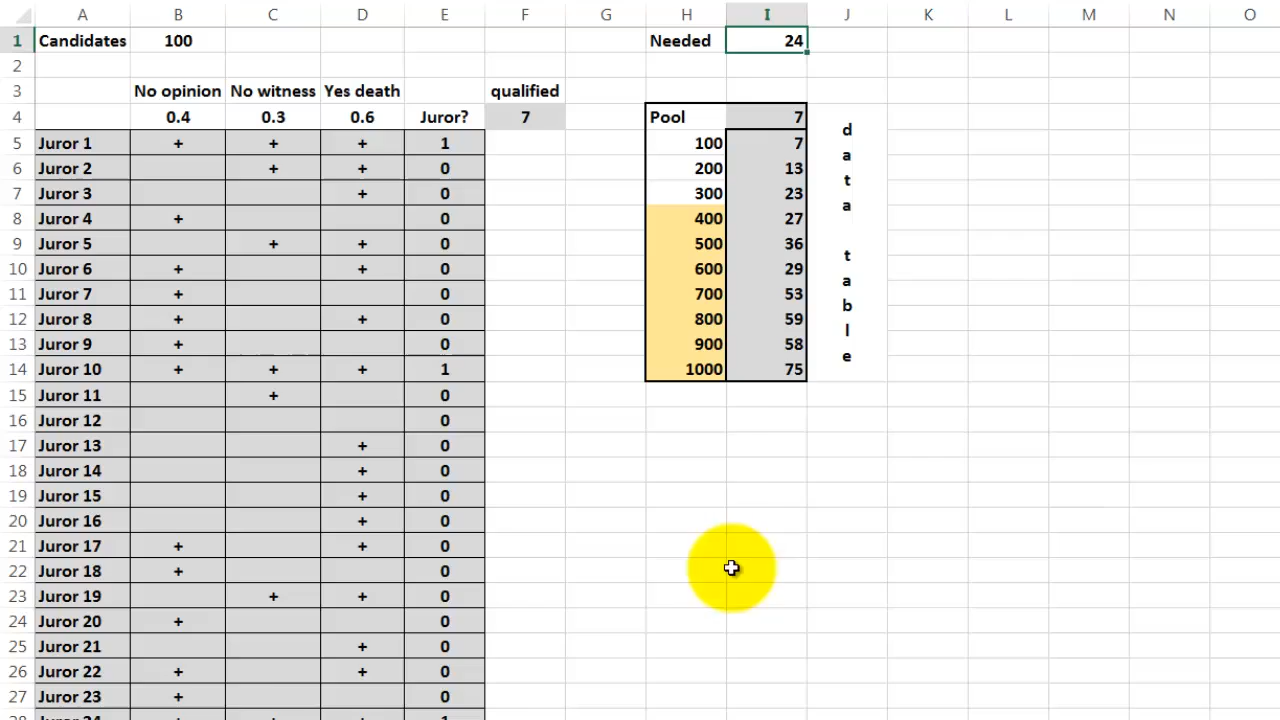 A B C D E F G H I J K L M N O
1 Candidates 100 Needed 24
2
3 No opinion No witness Yes death qualified
4 0.4 0.3 0.6 Juror? 7 Pool 7 d
5 Juror 1 + + + 1 100 7
6 Juror 2 + + 0 200 13 a
7 Juror 3 + 0 300 23 t
8 Juror 4 + 0 400 27 a
9 Juror 5 + + 0 500 36
10 Juror 6 + + 0 600 29 t
11 Juror 7 + 0 700 53 a
12 Juror 8 + + 0 800 59 b
13 Juror 9 + 0 900 58 l
14 Juror 10 + + + 1 1000 75 e
15 Juror 11 + 0
16 Juror 12 0
17 Juror 13 + 0
18 Juror 14 + 0
19 Juror 15 + 0
20 Juror 16 + 0
21 Juror 17 + + 0
22 Juror 18 + 0
23 Juror 19 + + 0
24 Juror 20 + 0
25 Juror 21 + 0
26 Juror 22 + + 0
27 Juror 23 + 0
28 Juror 24 + + + 1